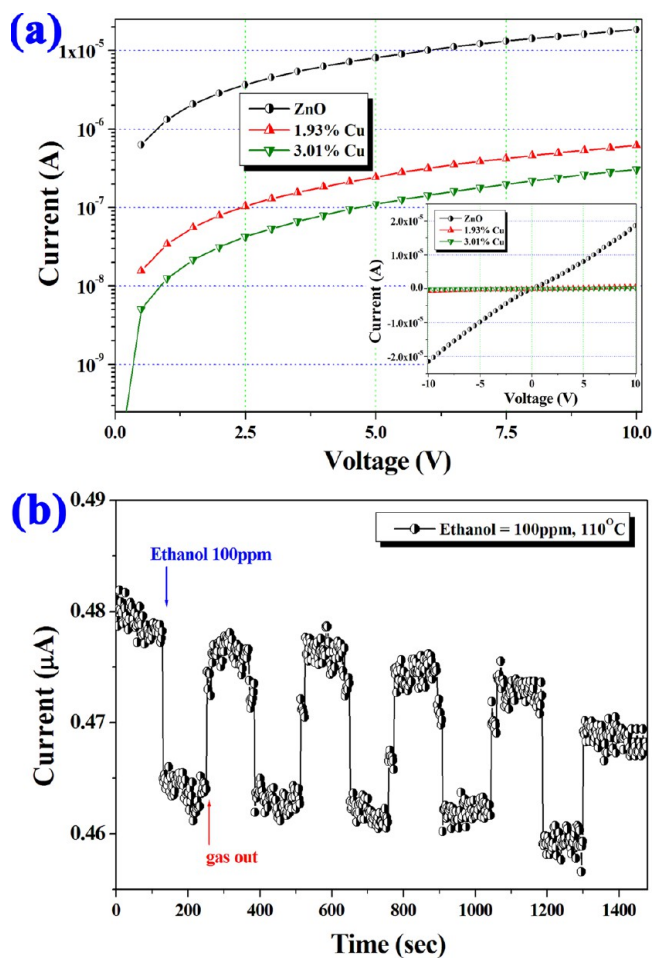 (a)
1x10⁻⁵
10⁻⁶
10⁻⁷
10⁻⁸
10⁻⁹
Current (A)
ZnO
1.93% Cu
3.01% Cu
0.0
2.5
5.0
7.5
10.0
Voltage (V)
2.0x10⁻⁵
1.0x10⁻⁵
0.0
-1.0x10⁻⁵
-2.0x10⁻⁵
Current (A)
ZnO
1.93% Cu
3.01% Cu
-10
-5
0
5
10
Voltage (V)
(b)
0.49
0.48
0.47
0.46
Current (μA)
Ethanol = 100ppm, 110°C
Ethanol 100ppm
gas out
0
200
400
600
800
1000
1200
1400
Time (sec)